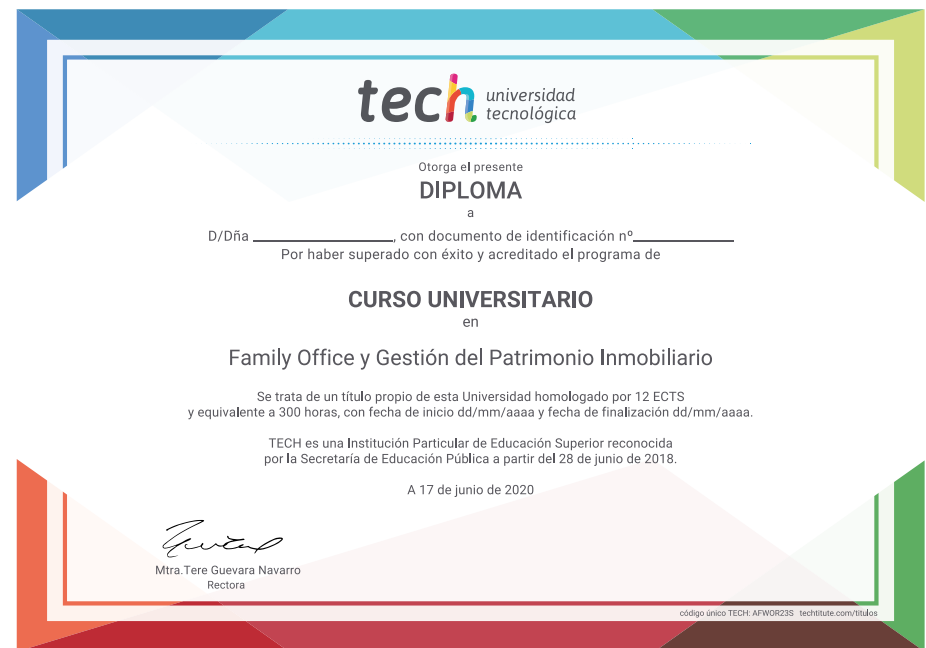 tech universidad
tecnológica
Otorga el presente
DIPLOMA
a
D/Dña ____________, con documento de identificación nº__________
Por haber superado con éxito y acreditado el programa de
CURSO UNIVERSITARIO
en
Family Office y Gestión del Patrimonio Inmobiliario
Se trata de un título propio de esta Universidad homologado por 12 ECTS
y equivalente a 300 horas, con fecha de inicio dd/mm/aaaa y fecha de finalización dd/mm/aaaa.
TECH es una Institución Particular de Educación Superior reconocida
por la Secretaría de Educación Pública a partir del 28 de junio de 2018.
A 17 de junio de 2020
Mtra.Tere Guevara Navarro
Rectora
código único TECH: AFWOR23S techtitute.com/titulos